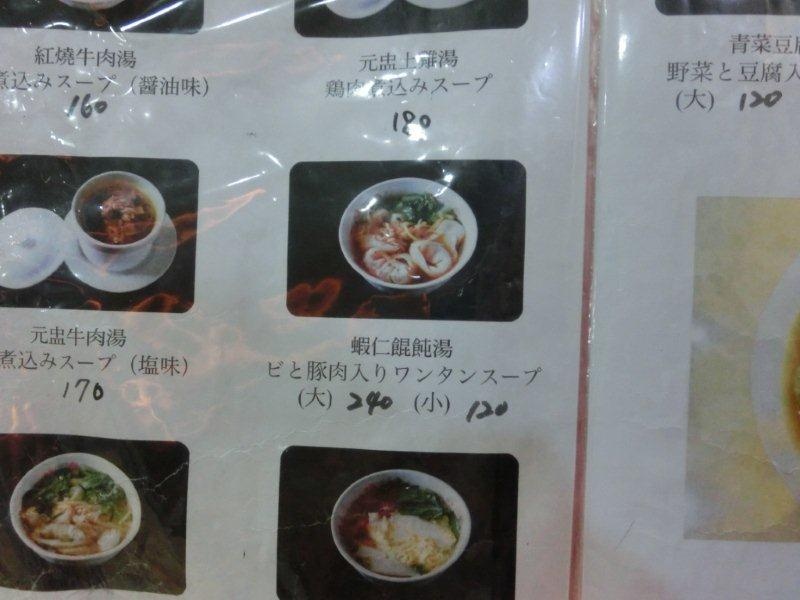 紅燒牛肉湯
煮込みスープ（醤油味）
160
元盅土雞湯
鶏肉煮込みスープ
180
元盅牛肉湯
煮込みスープ（塩味）
170
蝦仁餛飩湯
ビと豚肉入りワンタンスープ
(大) 240 (小) 120
青菜豆腐
野菜と豆腐入
(大) 120